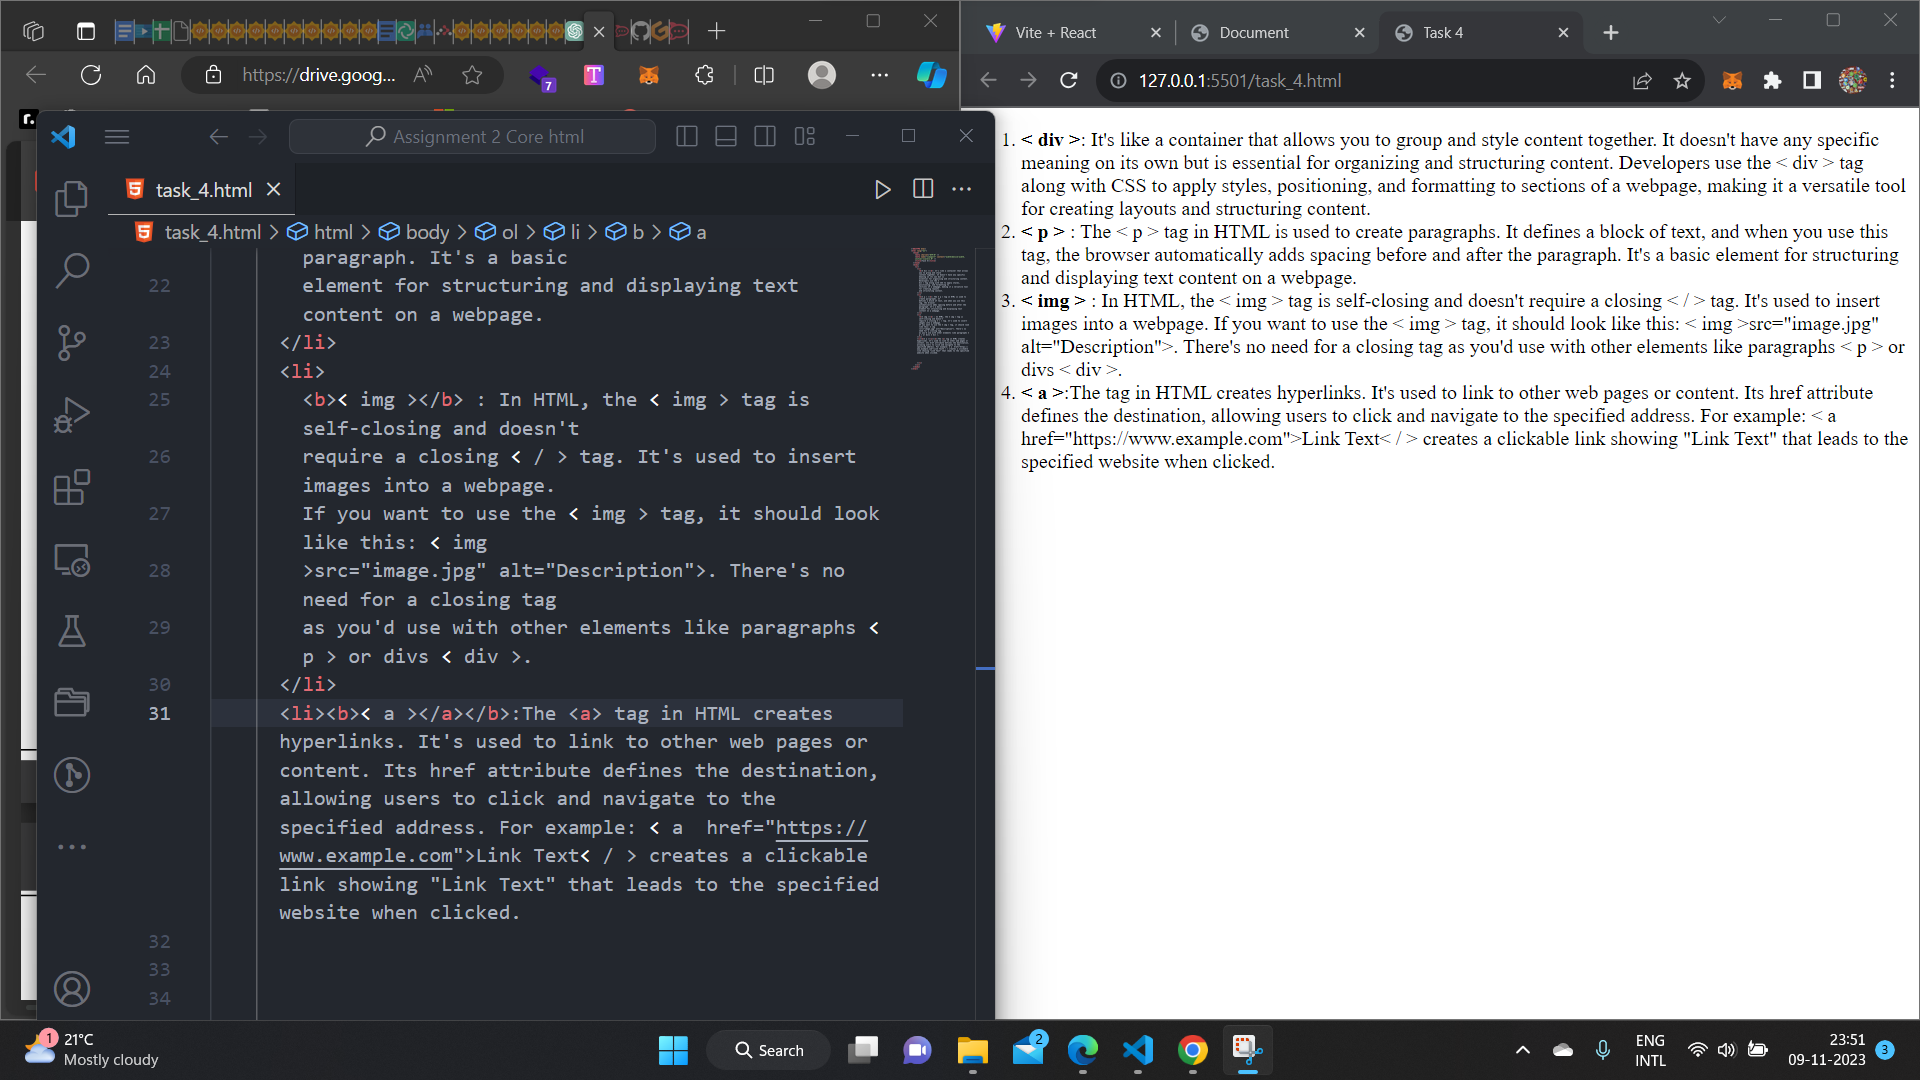 https://drive.goog...
7
Assignment 2 Core html
task_4.html
task_4.html > html > body > ol > li > b > a
paragraph. It's a basic
22 element for structuring and displaying text
content on a webpage.
23 </li>
24 <li>
25 <b>< img ></b> : In HTML, the < img > tag is
self-closing and doesn't
26 require a closing < / > tag. It's used to insert
images into a webpage.
27 If you want to use the < img > tag, it should look
like this: < img
28 >src="image.jpg" alt="Description">. There's no
need for a closing tag
29 as you'd use with other elements like paragraphs <
p > or divs < div >.
30 </li>
31 <li><b>< a ></a></b>:The <a> tag in HTML creates
hyperlinks. It's used to link to other web pages or
content. Its href attribute defines the destination,
allowing users to click and navigate to the
specified address. For example: < a  href="https://
www.example.com">Link Text< / > creates a clickable
link showing "Link Text" that leads to the specified
website when clicked.
32
33
34
Vite + React
Document
Task 4
127.0.0.1:5501/task_4.html
1. < div >: It's like a container that allows you to group and style content together. It doesn't have any specific
meaning on its own but is essential for organizing and structuring content. Developers use the < div > tag
along with CSS to apply styles, positioning, and formatting to sections of a webpage, making it a versatile tool
for creating layouts and structuring content.
2. < p > : The < p > tag in HTML is used to create paragraphs. It defines a block of text, and when you use this
tag, the browser automatically adds spacing before and after the paragraph. It's a basic element for structuring
and displaying text content on a webpage.
3. < img > : In HTML, the < img > tag is self-closing and doesn't require a closing < / > tag. It's used to insert
images into a webpage. If you want to use the < img > tag, it should look like this: < img >src="image.jpg"
alt="Description">. There's no need for a closing tag as you'd use with other elements like paragraphs < p > or
divs < div >.
4. < a >:The tag in HTML creates hyperlinks. It's used to link to other web pages or content. Its href attribute
defines the destination, allowing users to click and navigate to the specified address. For example: < a
href="https://www.example.com">Link Text< / > creates a clickable link showing "Link Text" that leads to the
specified website when clicked.
1
21°C
Mostly cloudy
Search
2
ENG
INTL
23:51
09-11-2023
3